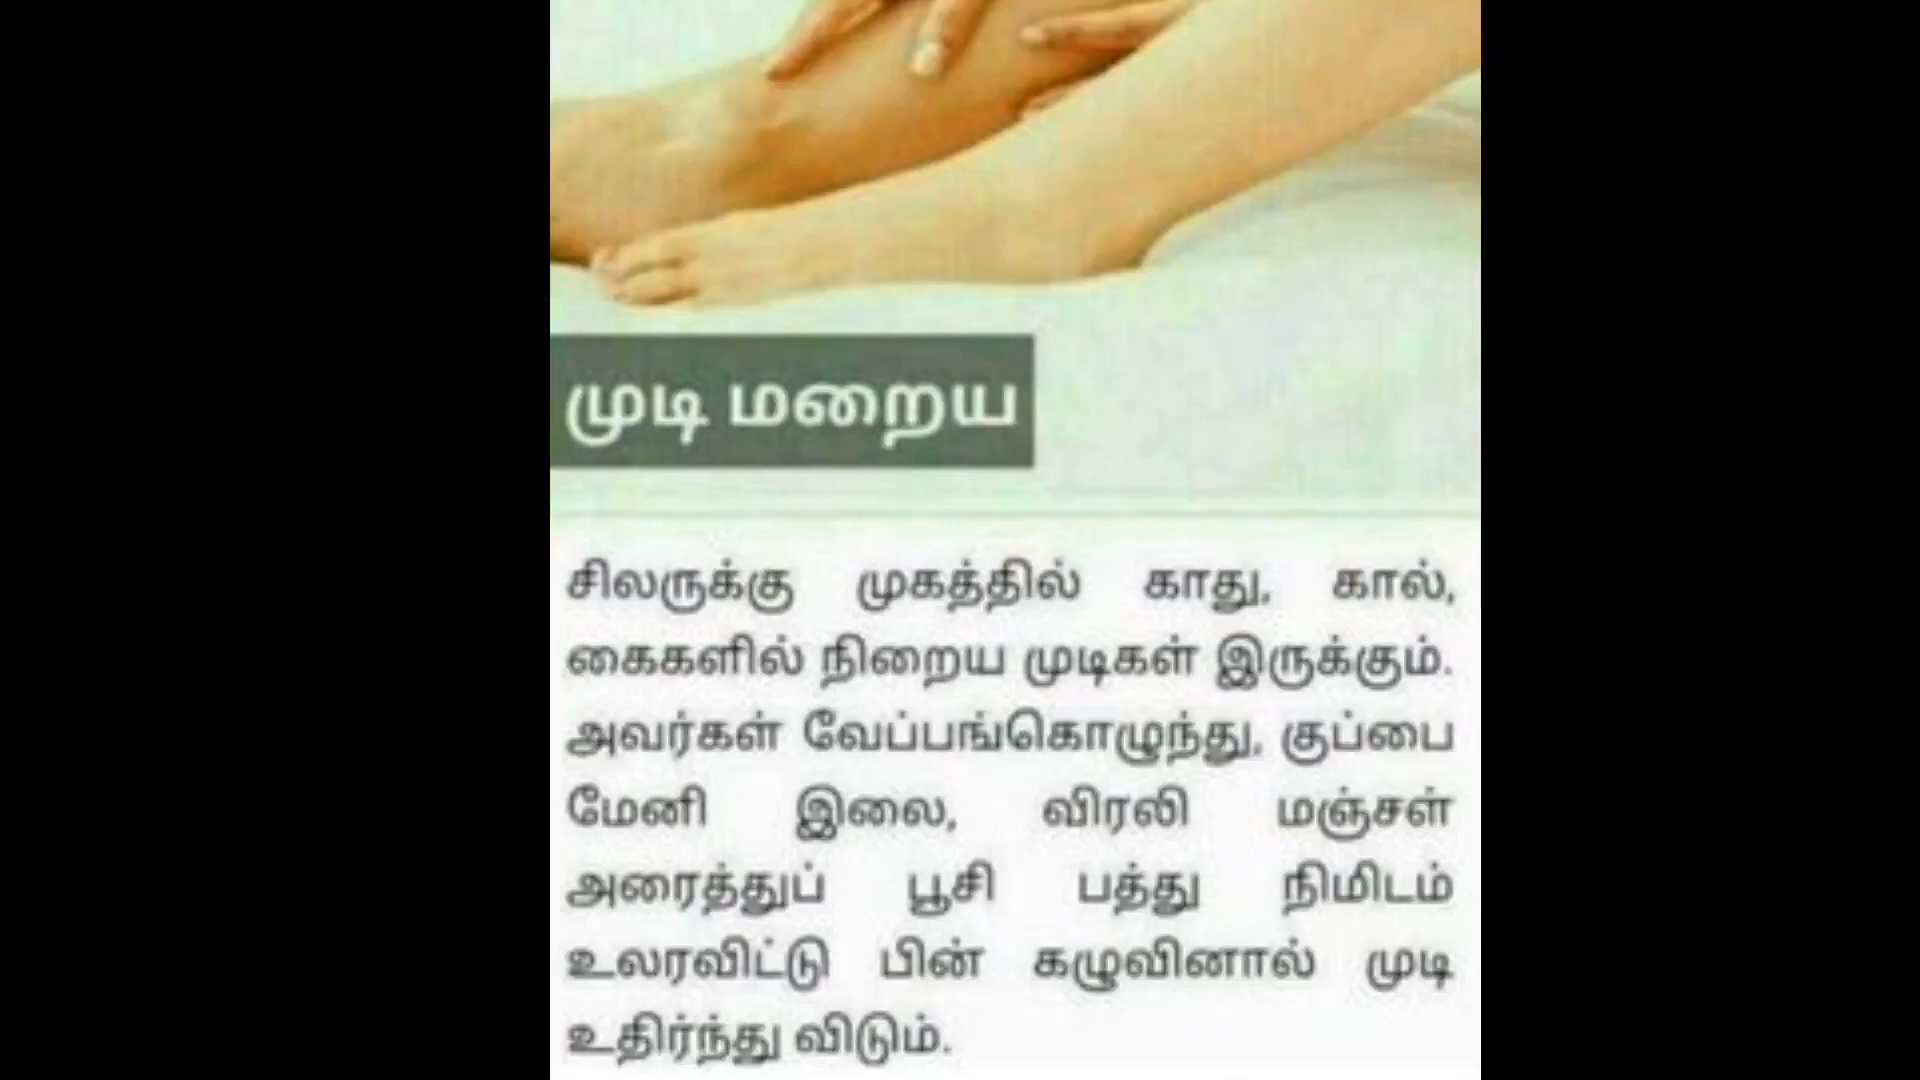 முடி மறைய
சிலருக்கு முகத்தில் காது, கால்,
கைகளில் நிறைய முடிகள் இருக்கும்.
அவர்கள் வேப்பங்கொழுந்து, குப்பை
மேனி இலை, விரலி மஞ்சள்
அரைத்துப் பூசி பத்து நிமிடம்
உலரவிட்டு பின் கழுவினால் முடி
உதிர்ந்து விடும்.